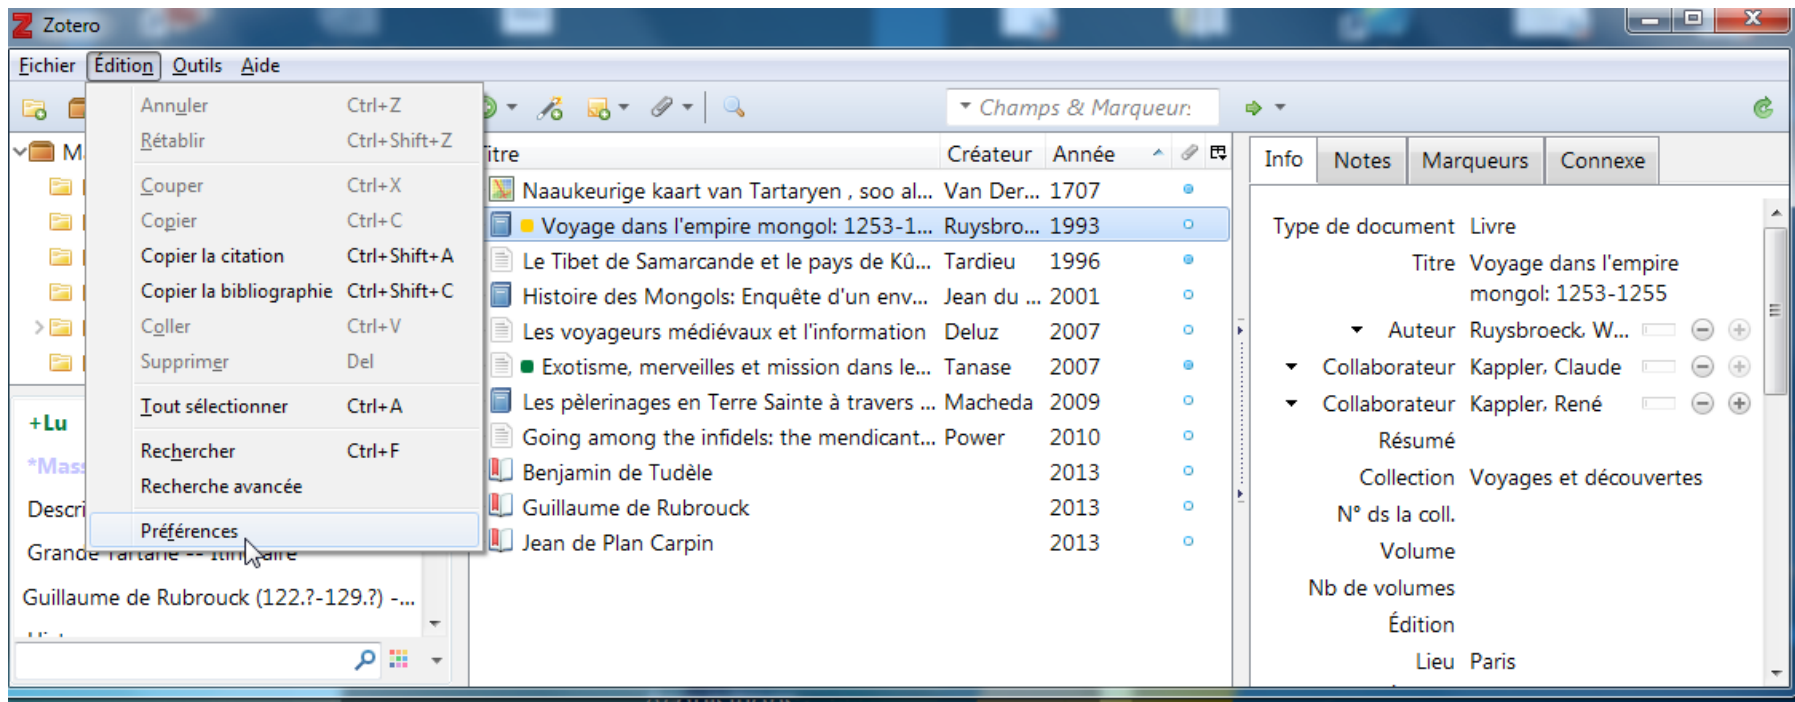 Zotero
Fichier Édition Outils Aide
Annuler Ctrl+Z
Rétablir Ctrl+Shift+Z
Couper Ctrl+X
Copier Ctrl+C
Copier la citation Ctrl+Shift+A
Copier la bibliographie Ctrl+Shift+C
Coller Ctrl+V
Supprimer Del
Tout sélectionner Ctrl+A
Rechercher Ctrl+F
Recherche avancée
Préférences
+Lu
*Mass
Descri
Grande Tartarie -- Itinéraire
Guillaume de Rubrouck (122.?-129.?) -...
Champs & Marqueur:
itre Créateur Année
Naaukeurige kaart van Tartaryen , soo al... Van Der... 1707
Voyage dans l'empire mongol: 1253-1... Ruysbro... 1993
Le Tibet de Samarcande et le pays de Kû... Tardieu 1996
Histoire des Mongols: Enquête d'un env... Jean du ... 2001
Les voyageurs médiévaux et l'information Deluz 2007
Exotisme, merveilles et mission dans le... Tanase 2007
Les pèlerinages en Terre Sainte à travers ... Macheda 2009
Going among the infidels: the mendicant... Power 2010
Benjamin de Tudèle 2013
Guillaume de Rubrouck 2013
Jean de Plan Carpin 2013
Info Notes Marqueurs Connexe
Type de document Livre
Titre Voyage dans l'empire
mongol: 1253-1255
Auteur Ruysbroeck, W...
Collaborateur Kappler, Claude
Collaborateur Kappler, René
Résumé
Collection Voyages et découvertes
N° ds la coll.
Volume
Nb de volumes
Édition
Lieu Paris